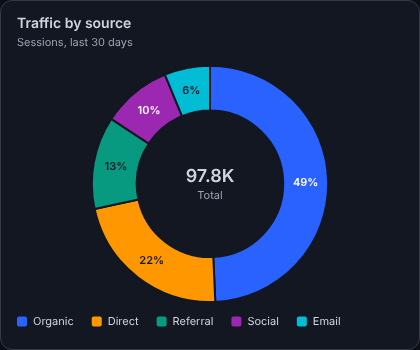 Traffic by source
Sessions, last 30 days
6%
10%
13%
49%
22%
97.8K
Total
Organic Direct Referral Social Email